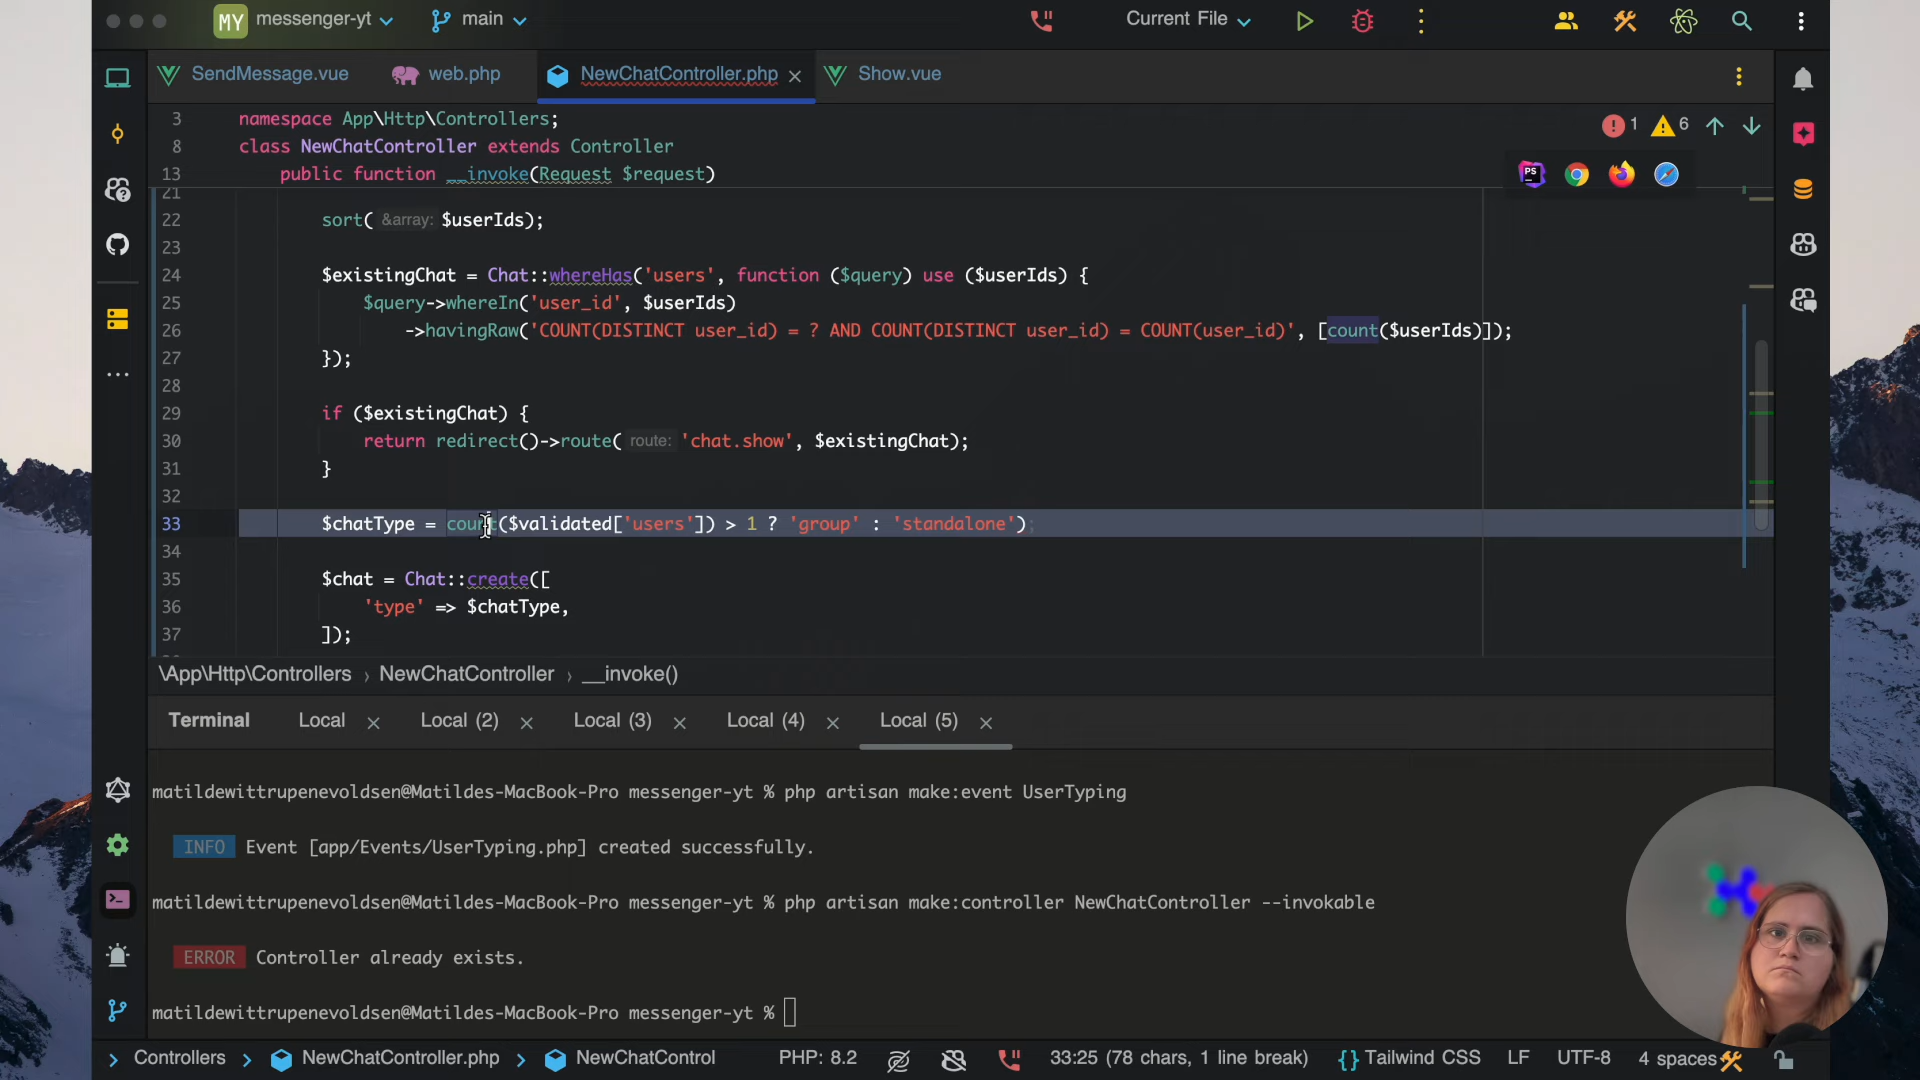 MY messenger-yt main Current File
SendMessage.vue web.php NewChatController.php Show.vue
3 namespace App\Http\Controllers;
1 6
8 class NewChatController extends Controller
13 public function __invoke(Request $request)
PS
21
22 sort( &array: $userIds);
23
24 $existingChat = Chat::whereHas('users', function ($query) use ($userIds) {
25 $query->whereIn('user_id', $userIds)
26 ->havingRaw('COUNT(DISTINCT user_id) = ? AND COUNT(DISTINCT user_id) = COUNT(user_id)', [count($userIds)]);
27 });
28
29 if ($existingChat) {
30 return redirect()->route( route: 'chat.show', $existingChat);
31 }
32
33 $chatType = count($validated['users']) > 1 ? 'group' : 'standalone');
34
35 $chat = Chat::create([
36 'type' => $chatType,
37 ]);
\App\Http\Controllers › NewChatController › __invoke()
Terminal Local Local (2) Local (3) Local (4) Local (5)
matildewittrupenevoldsen@Matildes-MacBook-Pro messenger-yt % php artisan make:event UserTyping
INFO Event [app/Events/UserTyping.php] created successfully.
matildewittrupenevoldsen@Matildes-MacBook-Pro messenger-yt % php artisan make:controller NewChatController --invokable
ERROR Controller already exists.
matildewittrupenevoldsen@Matildes-MacBook-Pro messenger-yt %
› Controllers › NewChatController.php › NewChatControl PHP: 8.2 33:25 (78 chars, 1 line break) {} Tailwind CSS LF UTF-8 4 spaces